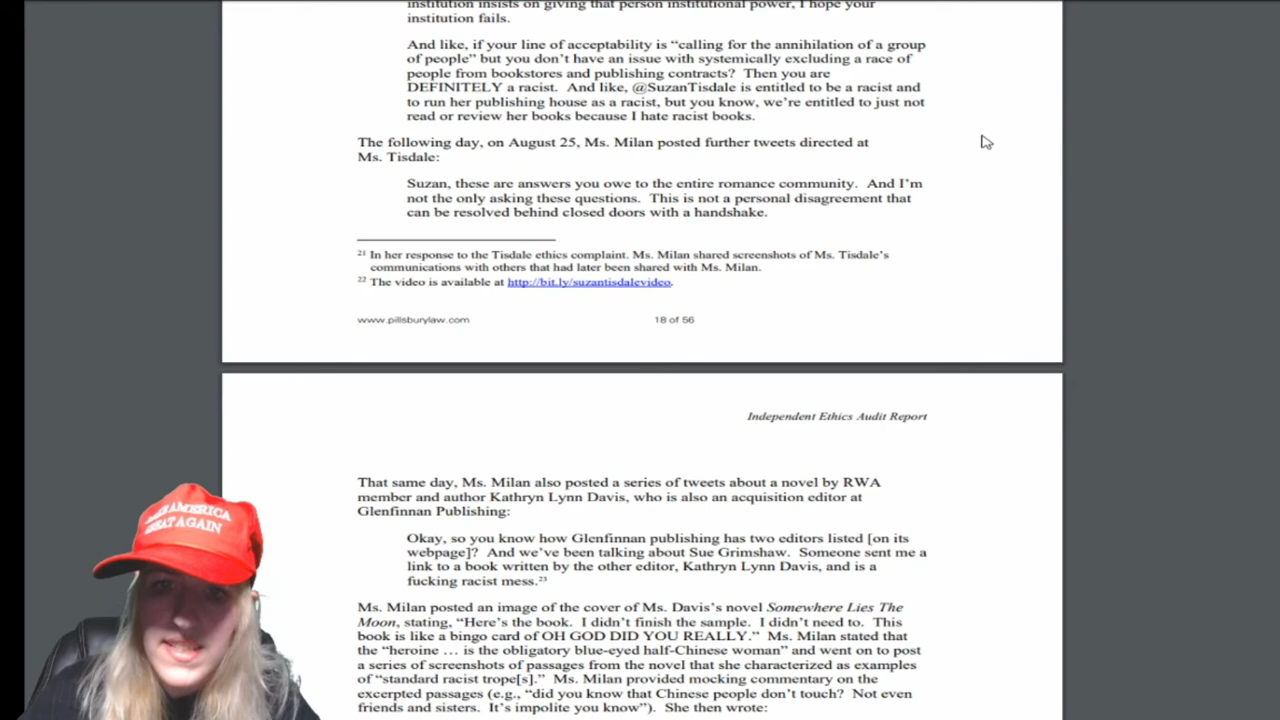 institution insists on giving that person institutional power, I hope your
institution fails.
And like, if your line of acceptability is “calling for the annihilation of a group
of people” but you don’t have an issue with systemically excluding a race of
people from bookstores and publishing contracts? Then you are
DEFINITELY a racist. And like, @SuzanTisdale is entitled to be a racist and
to run her publishing house as a racist, but you know, we’re entitled to just not
read or review her books because I hate racist books.
The following day, on August 25, Ms. Milan posted further tweets directed at
Ms. Tisdale:
Suzan, these are answers you owe to the entire romance community. And I’m
not the only asking these questions. This is not a personal disagreement that
can be resolved behind closed doors with a handshake.
21 In her response to the Tisdale ethics complaint. Ms. Milan shared screenshots of Ms. Tisdale’s
communications with others that had later been shared with Ms. Milan.
22 The video is available at http://bit.ly/suzantisdalevideo.
www.pillsburylaw.com 18 of 56
Independent Ethics Audit Report
That same day, Ms. Milan also posted a series of tweets about a novel by RWA
member and author Kathryn Lynn Davis, who is also an acquisition editor at
Glenfinnan Publishing:
Okay, so you know how Glenfinnan publishing has two editors listed [on its
webpage]? And we’ve been talking about Sue Grimshaw. Someone sent me a
link to a book written by the other editor, Kathryn Lynn Davis, and is a
fucking racist mess.23
Ms. Milan posted an image of the cover of Ms. Davis’s novel Somewhere Lies The
Moon, stating, “Here’s the book. I didn’t finish the sample. I didn’t need to. This
book is like a bingo card of OH GOD DID YOU REALLY.” Ms. Milan stated that
the “heroine … is the obligatory blue-eyed half-Chinese woman” and went on to post
a series of screenshots of passages from the novel that she characterized as examples
of “standard racist trope[s].” Ms. Milan provided mocking commentary on the
excerpted passages (e.g., “did you know that Chinese people don’t touch? Not even
friends and sisters. It’s impolite you know”). She then wrote:
AMERICA
GREAT AGAIN